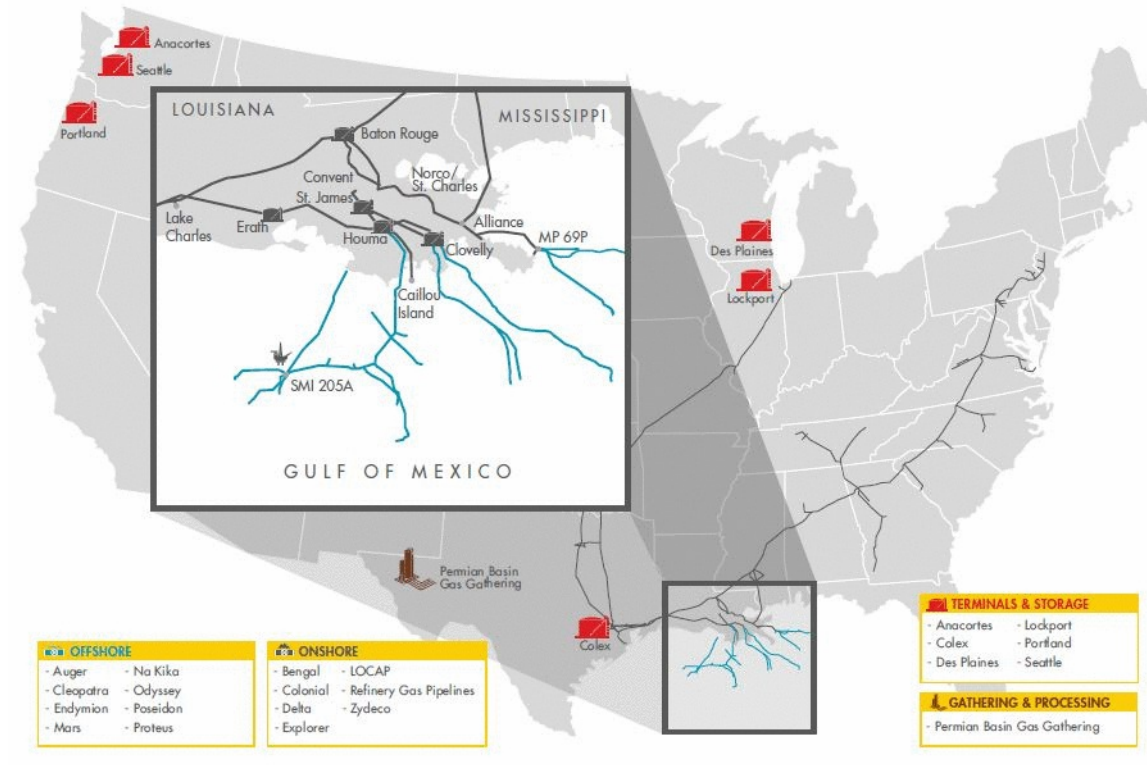 Anacortes
Seattle
Portland
LOUISIANA
MISSISSIPPI
Baton Rouge
Convent
St. James
Norco/
St. Charles
Lake
Charles
Erath
Houma
Alliance
Clovelly
MP 69P
Caillou
Island
SMI 205A
GULF OF MEXICO
Des Plaines
Lockport
Permian Basin
Gas Gathering
Colex
OFFSHORE
- Auger
- Cleopatra
- Endymion
- Mars
- Na Kika
- Odyssey
- Poseidon
- Proteus
ONSHORE
- Bengal
- Colonial
- Delta
- Explorer
- LOCAP
- Refinery Gas Pipelines
- Zydeco
TERMINALS & STORAGE
- Anacortes
- Colex
- Des Plaines
- Lockport
- Portland
- Seattle
GATHERING & PROCESSING
- Permian Basin Gas Gathering